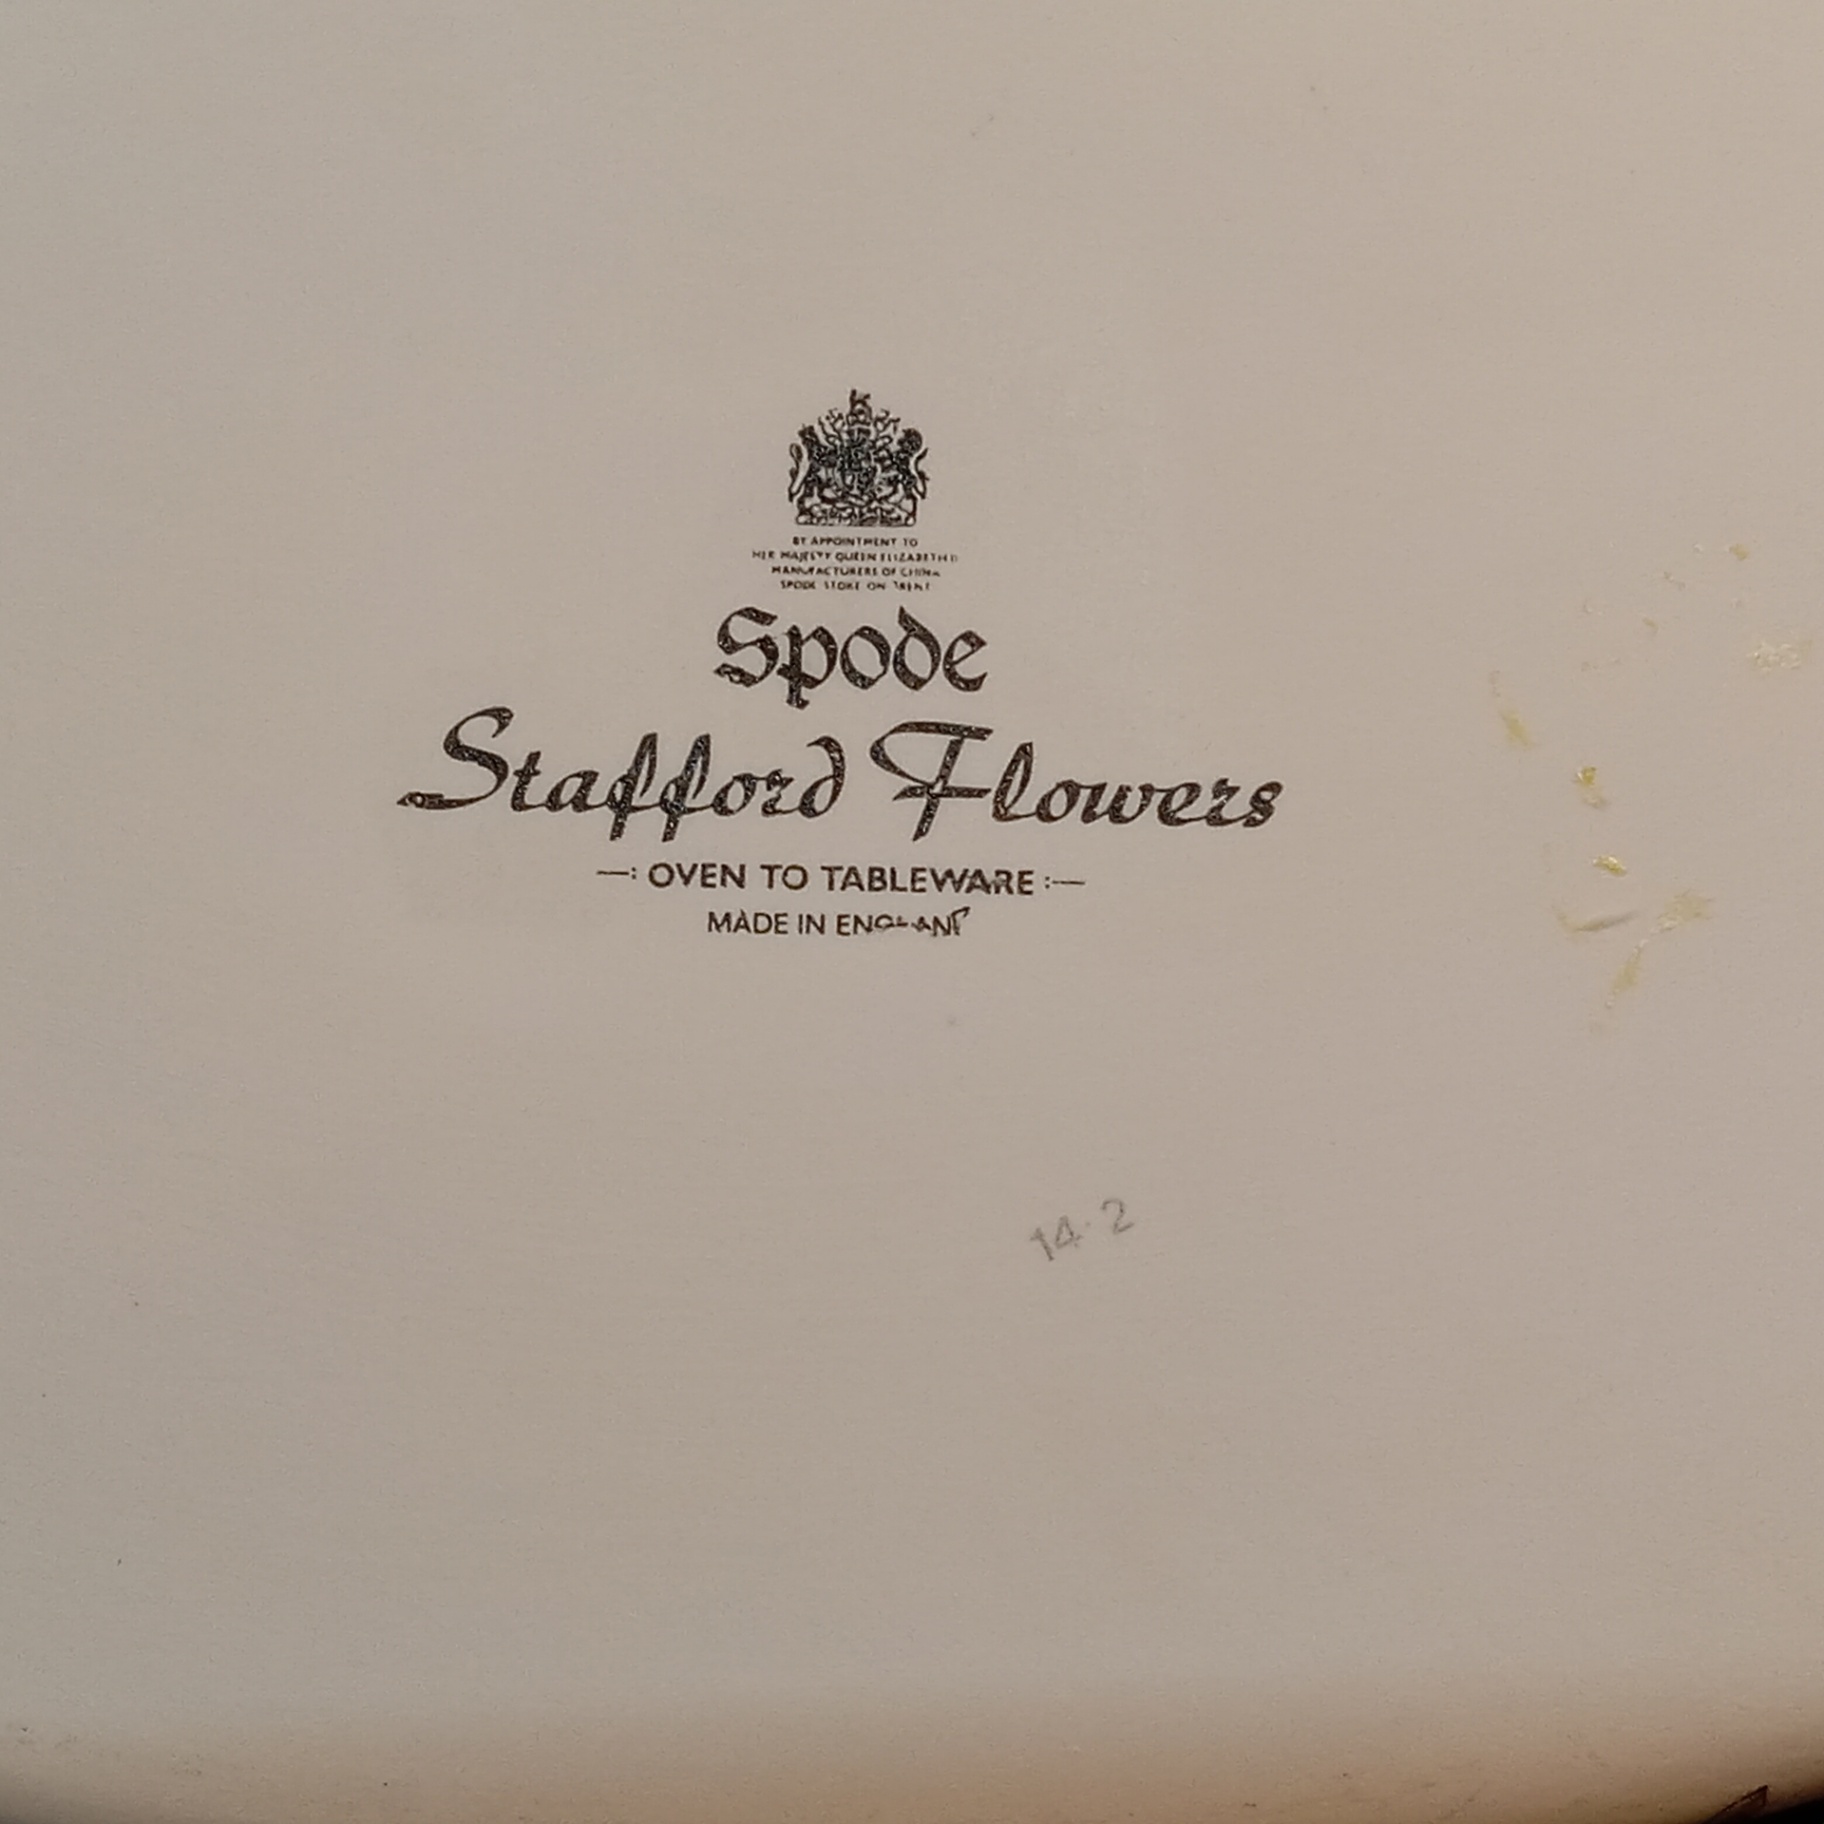 BY APPOINTMENT TO
HER MAJESTY QUEEN ELIZABETH II
MANUFACTURERS OF CHINA
SPODE STOKE ON TRENT
Spode
Stafford Flowers
—: OVEN TO TABLEWARE :—
MADE IN ENGLAND
14·2